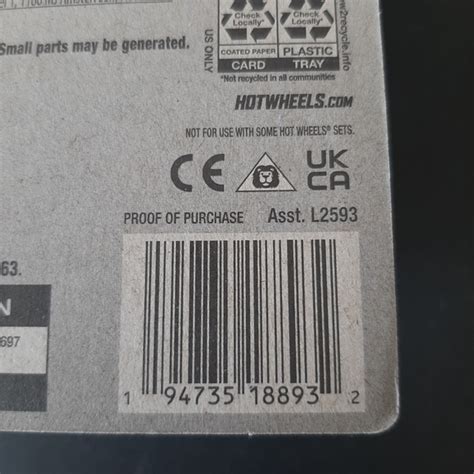 Small parts may be generated.
Check
Locally*
Check
Locally*
US ONLY
COATED PAPER
PLASTIC
CARD
TRAY
w2recycle.info
*Not recycled in all communities
HOTWHEELS.COM
NOT FOR USE WITH SOME HOT WHEELS® SETS.
CE
UK
CA
PROOF OF PURCHASE Asst. L2593
63.
N
697
1 94735 18893 2